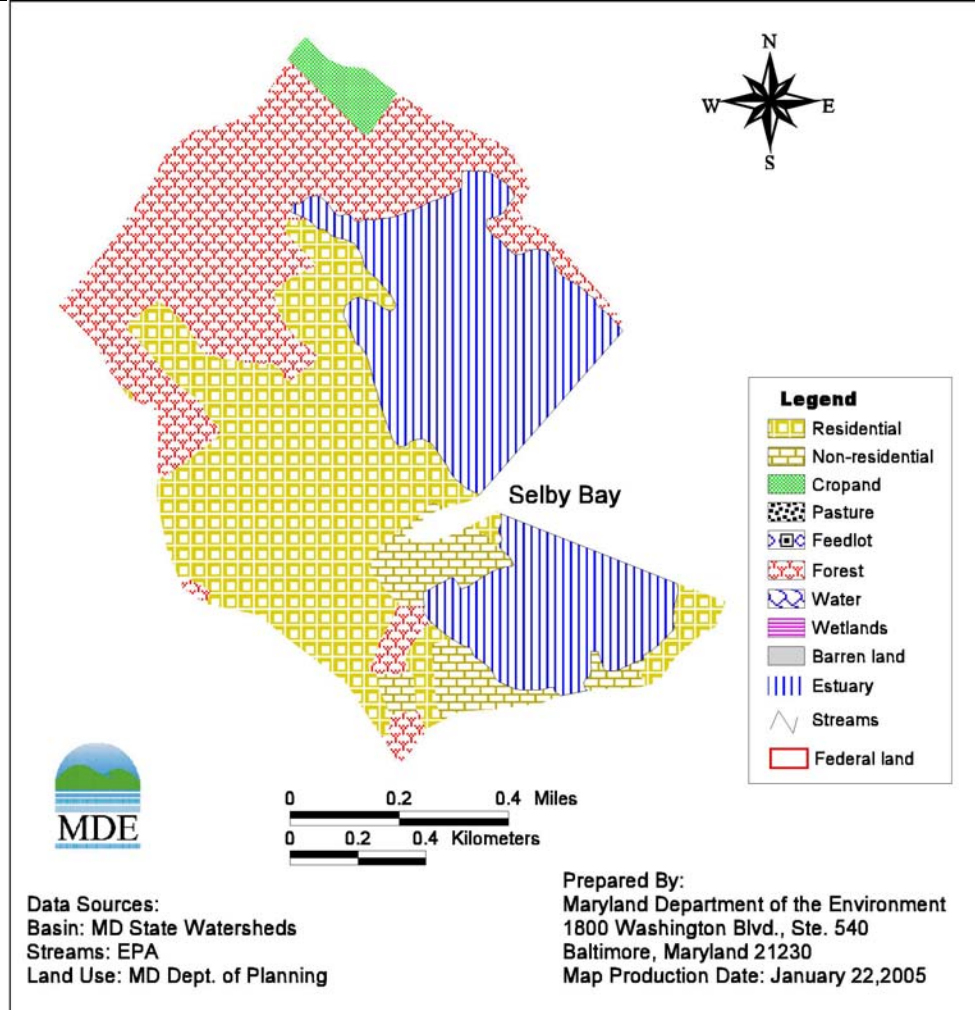 N
W E
S
Selby Bay
Legend
Residential
Non-residential
Cropand
Pasture
Feedlot
Forest
Water
Wetlands
Barren land
Estuary
Streams
Federal land
MDE
0 0.2 0.4 Miles
0 0.2 0.4 Kilometers
Data Sources:
Basin: MD State Watersheds
Streams: EPA
Land Use: MD Dept. of Planning
Prepared By:
Maryland Department of the Environment
1800 Washington Blvd., Ste. 540
Baltimore, Maryland 21230
Map Production Date: January 22,2005